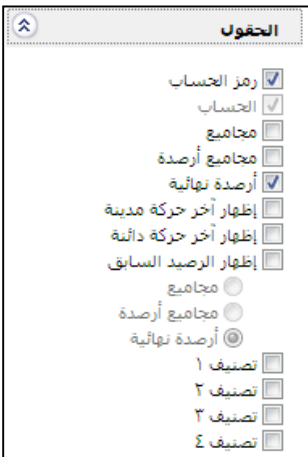 الحقول
رمز الحساب
الحساب
مجاميع
مجاميع أرصدة
أرصدة نهائية
إظهار آخر حركة مدينة
إظهار آخر حركة دائنة
إظهار الرصيد السابق
مجاميع
مجاميع أرصدة
أرصدة نهائية
تصنيف ١
تصنيف ٢
تصنيف ٣
تصنيف ٤